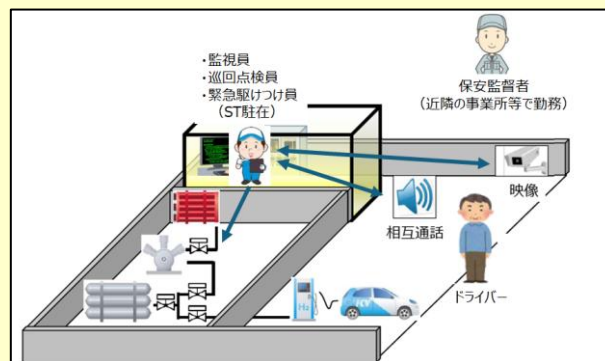 ・監視員
・巡回点検員
・緊急駆けつけ員
（ST駐在）
保安監督者
（近隣の事業所等で勤務）
映像
相互通話
ドライバー
H2